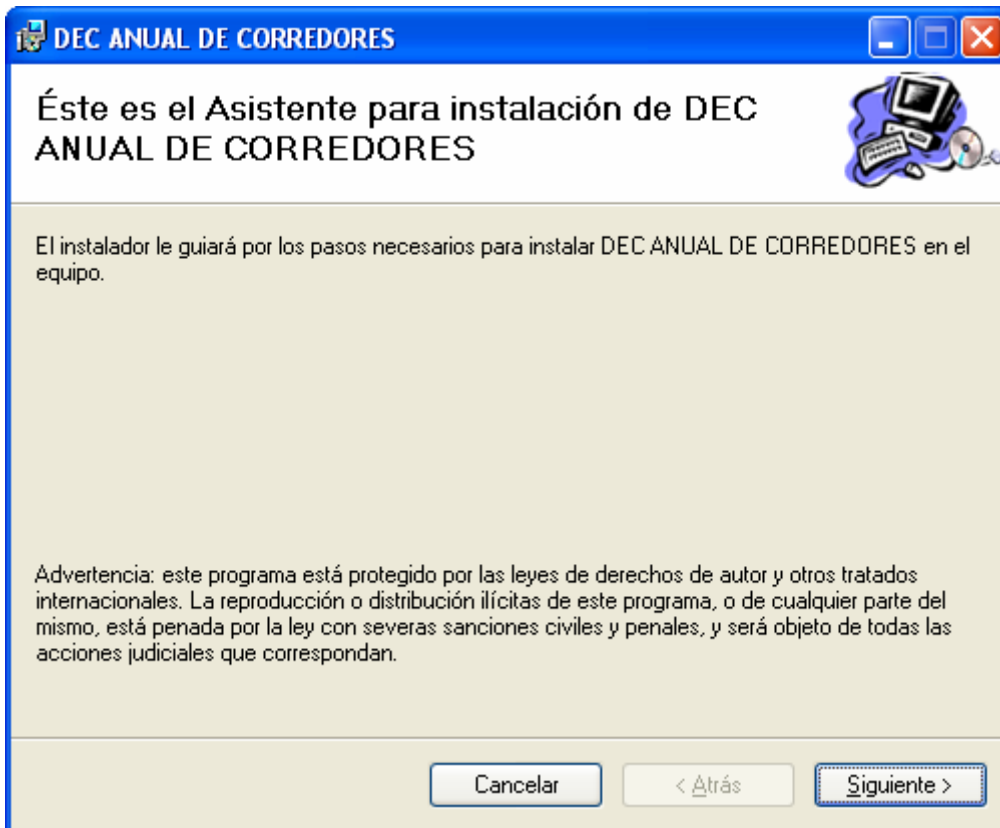 DEC ANUAL DE CORREDORES
Éste es el Asistente para instalación de DEC
ANUAL DE CORREDORES
El instalador le guiará por los pasos necesarios para instalar DEC ANUAL DE CORREDORES en el
equipo.
Advertencia: este programa está protegido por las leyes de derechos de autor y otros tratados
internacionales. La reproducción o distribución ilícitas de este programa, o de cualquier parte del
mismo, está penada por la ley con severas sanciones civiles y penales, y será objeto de todas las
acciones judiciales que correspondan.
Cancelar
< Atrás
Siguiente >